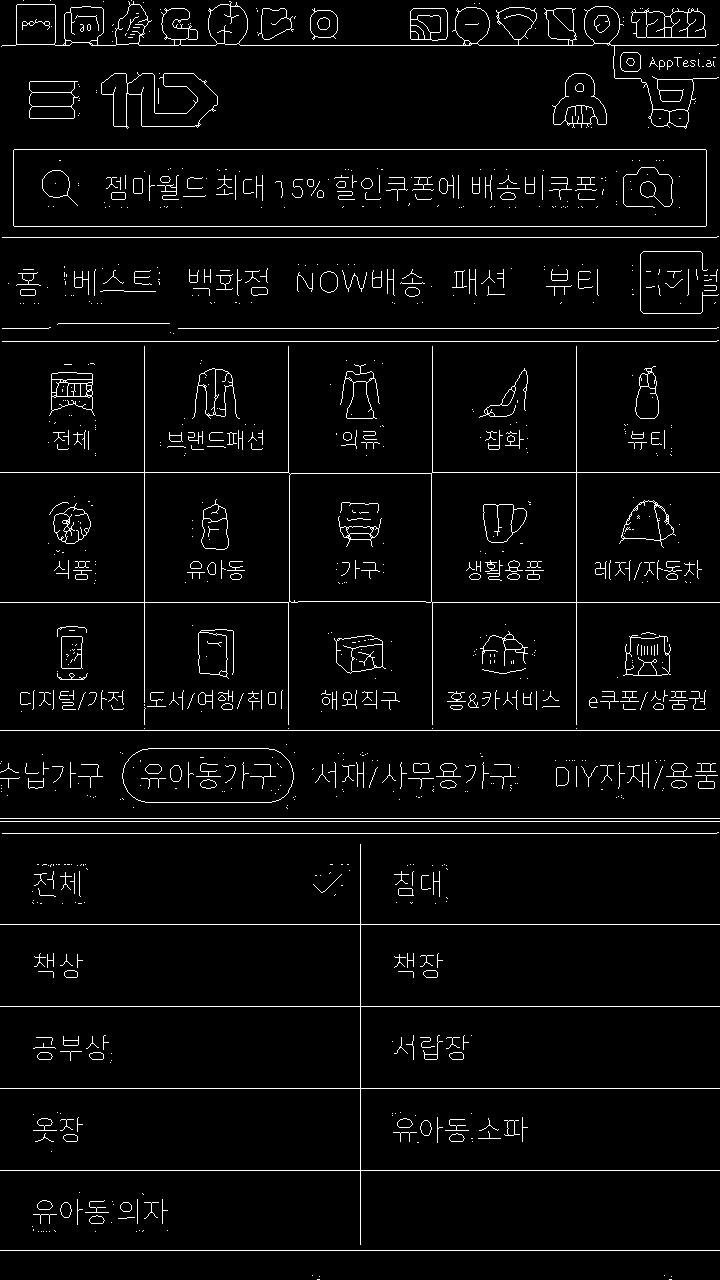 12:22
AppTest.ai
11
젬마월드 최대 15% 할인쿠폰에 배송비쿠폰
홈 베스트 백화점 NOW배송 패션 뷰티 디지털
전체 브랜드패션 의류 잡화 뷰티
식품 유아동 가구 생활용품 레저/자동차
디지털/가전 도서/여행/취미 해외직구 홈&카서비스 e쿠폰/상품권
수납가구 유아동가구 서재/사무용가구 DIY자재/용품
전체 침대
책상 책장
공부상 서랍장
옷장 유아동 소파
유아동 의자